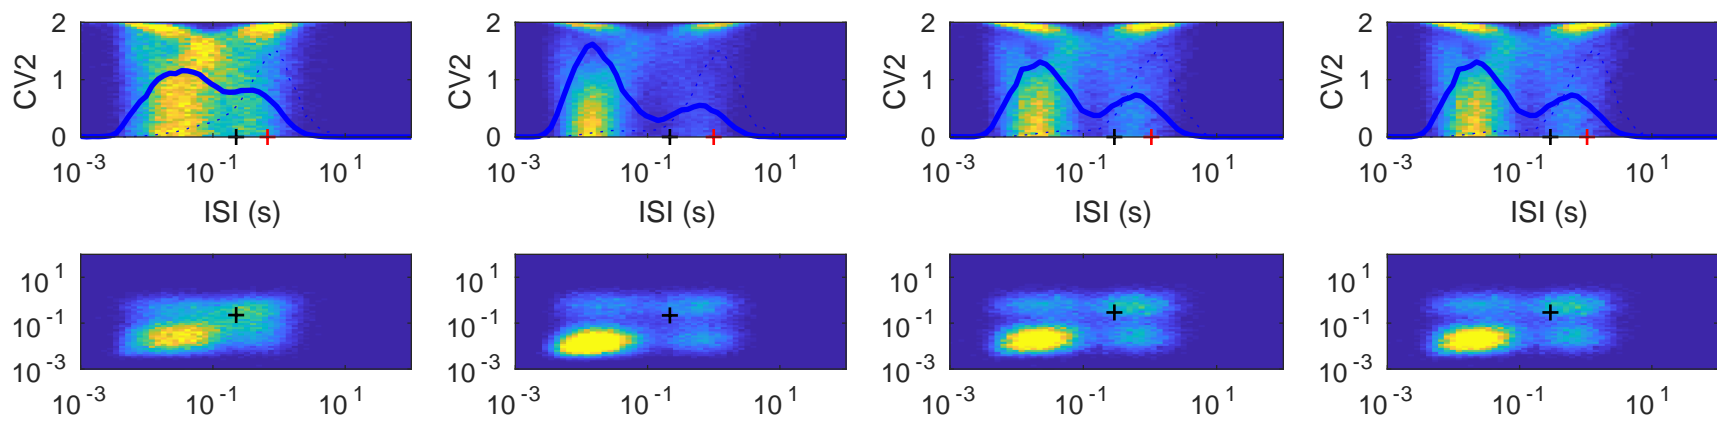 2 2 2 2
CV2 1 CV2 1 CV2 1 CV2 1
0 0 0 0
10^-3 10^-1 10^1 10^-3 10^-1 10^1 10^-3 10^-1 10^1 10^-3 10^-1 10^1
ISI (s) ISI (s) ISI (s) ISI (s)
10^1 10^1 10^1 10^1
10^-1 10^-1 10^-1 10^-1
10^-3 10^-3 10^-3 10^-3
10^-3 10^-1 10^1 10^-3 10^-1 10^1 10^-3 10^-1 10^1 10^-3 10^-1 10^1